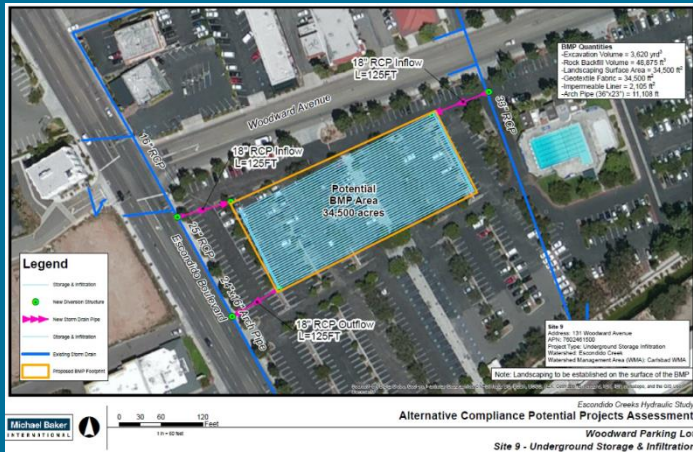 BMP Quantities
-Excavation Volume = 3,620 yrd³
-Rock Backfill Volume = 48,875 ft³
-Landscaping Surface Area = 34,500 ft²
-Geotextile Fabric = 34,500 ft²
-Impermeable Liner = 2,105 ft²
-Arch Pipe (36"x23") = 11,108 ft
18" RCP Inflow
L=125FT
Woodward Avenue
18" RCP Inflow
L=125FT
Potential
BMP Area
34,500 acres
Escondido Boulevard
18" RCP Outflow
L=125FT
Legend
Storage & Infiltration
New Diversion Structure
New Storm Drain Pipe
Storage & Infiltration
Existing Storm Drain
Proposed BMP Footprint
Site 9
Address: 131 Woodward Avenue
Project Type: Underground Storage Infiltration
Watershed: Escondido Creek
Watershed Management Area (WMA): Carlsbad WMA
Note: Landscaping to be established on the surface of the BMP
Michael Baker
INTERNATIONAL
0 30 60 120
Feet
Escondido Creeks Hydraulic Study
Alternative Compliance Potential Projects Assessment
Woodward Parking Lot
Site 9 - Underground Storage & Infiltration